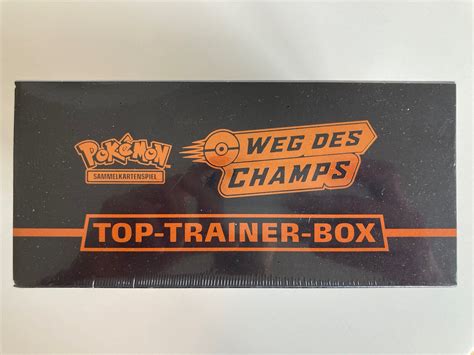 POKÉMON
SAMMELKARTENSPIEL
WEG DES
CHAMPS
TOP-TRAINER-BOX